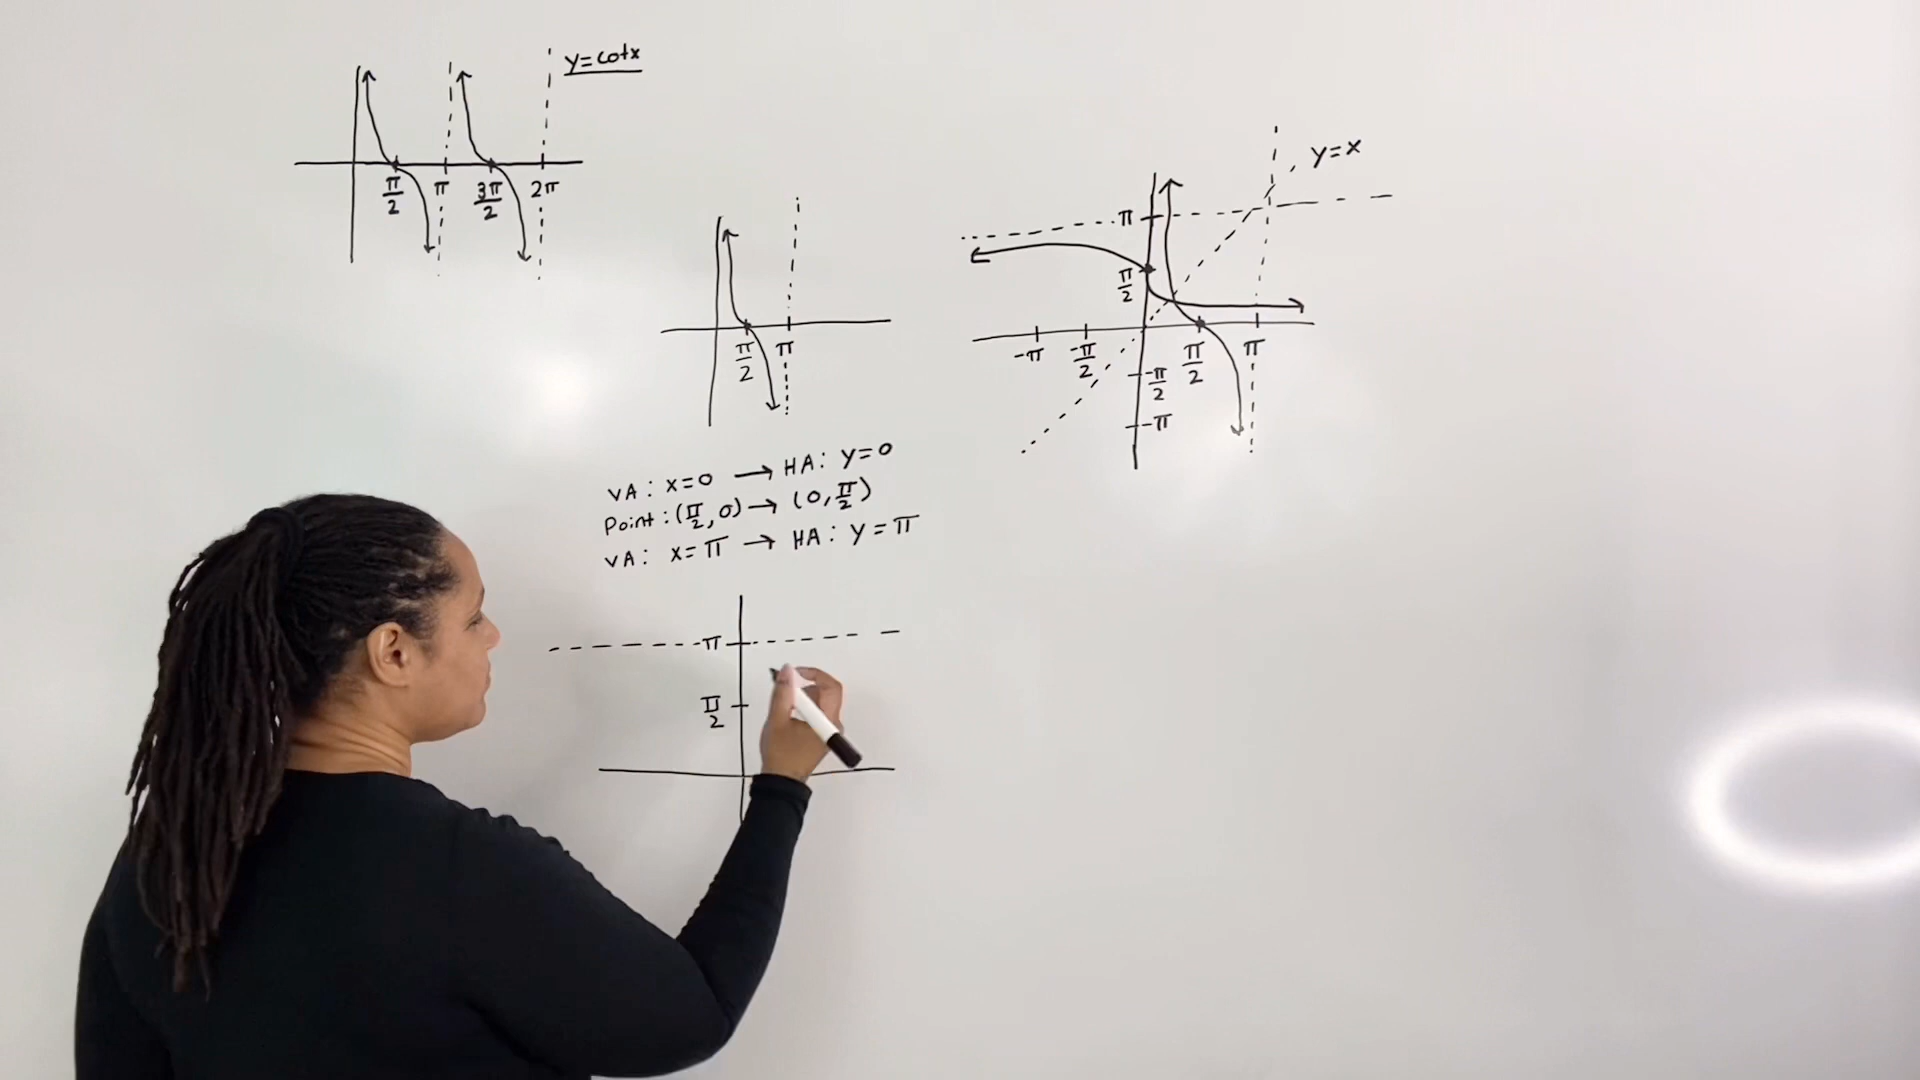 y=cotx
π/2 π 3π/2 2π
π/2 π
y=x
π
π/2
-π -π/2 π/2 π
-π/2
-π
VA: x=0 → HA: y=0
Point: (π/2, 0) → (0, π/2)
VA: x=π → HA: y=π
π
π/2